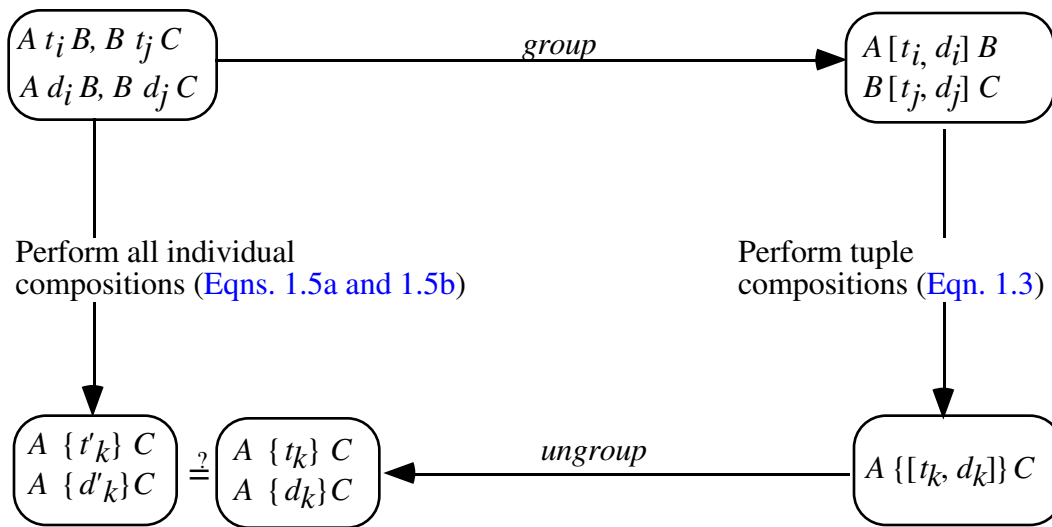 A t_i B, B t_j C
A d_i B, B d_j C
group
A [t_i, d_i] B
B [t_j, d_j] C
Perform all individual
compositions (Eqns. 1.5a and 1.5b)
Perform tuple
compositions (Eqn. 1.3)
A {t'_k} C
A {d'_k}C
?
=
A {t_k} C
A {d_k}C
ungroup
A {[t_k, d_k]} C